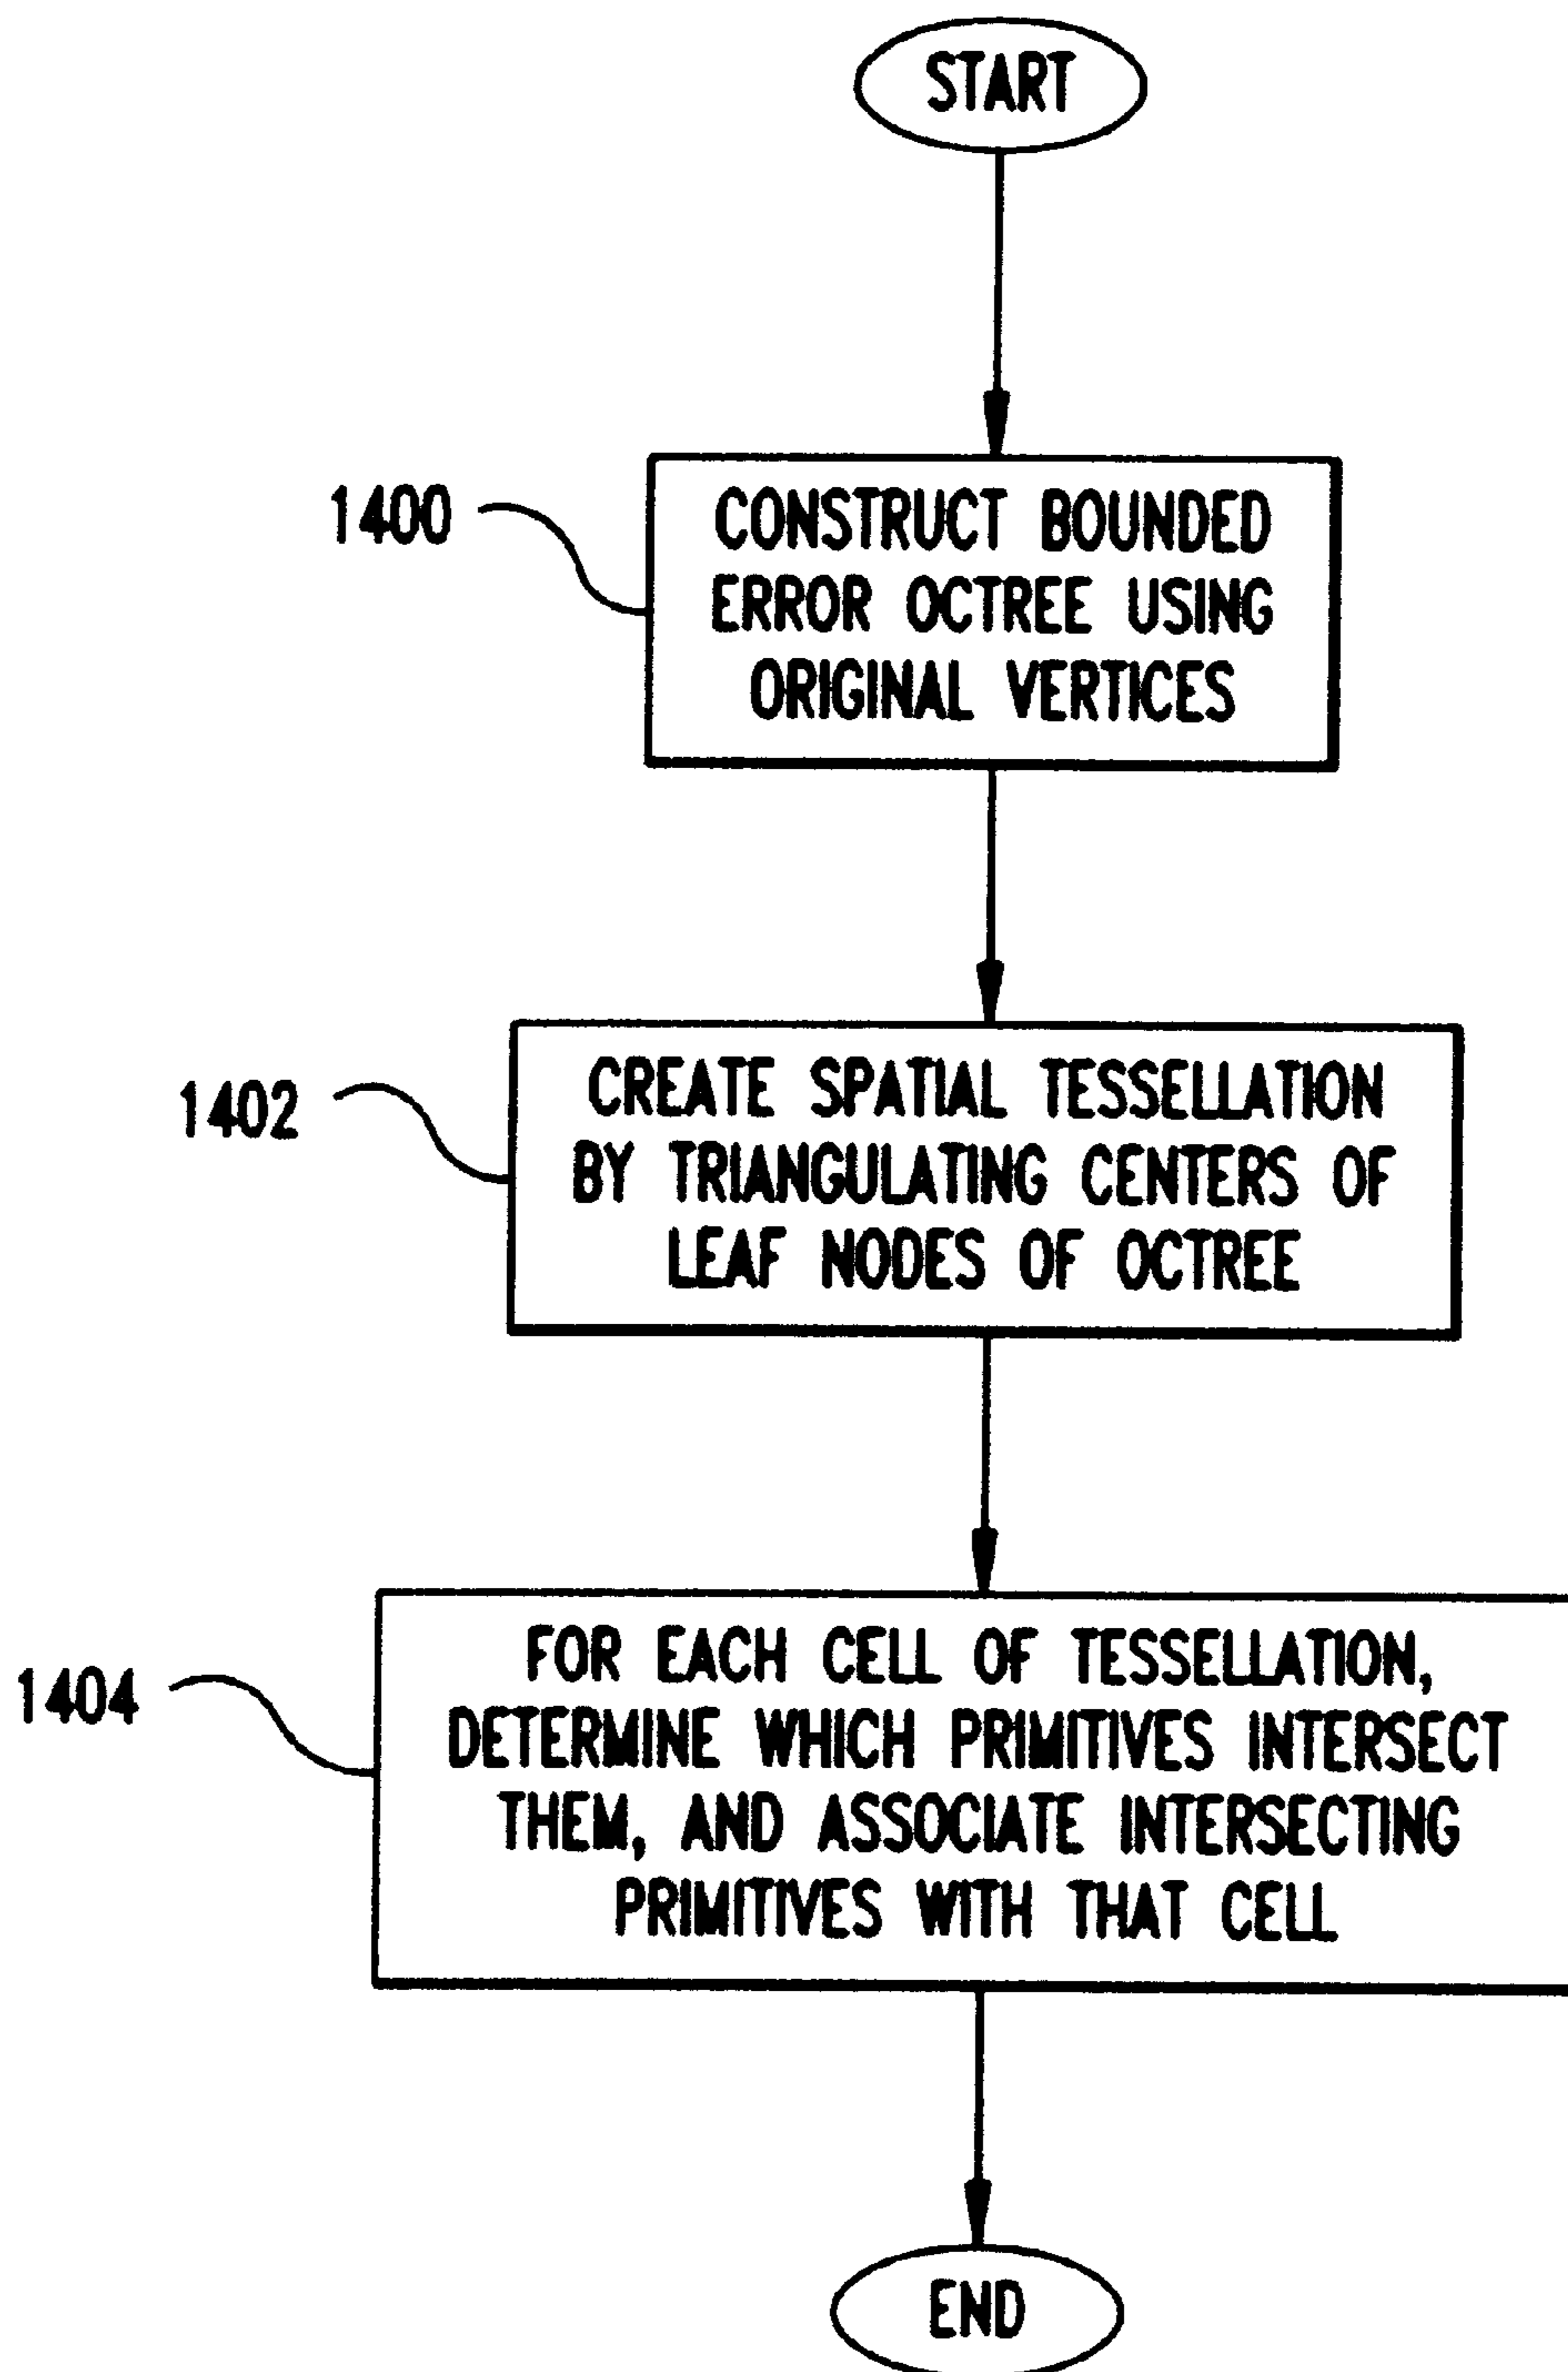 START
1400
CONSTRUCT BOUNDED
ERROR OCTREE USING
ORIGINAL VERTICES
1402
CREATE SPATIAL TESSELLATION
BY TRIANGULATING CENTERS OF
LEAF NODES OF OCTREE
1404
FOR EACH CELL OF TESSELLATION,
DETERMINE WHICH PRIMITIVES INTERSECT
THEM, AND ASSOCIATE INTERSECTING
PRIMITIVES WITH THAT CELL
END